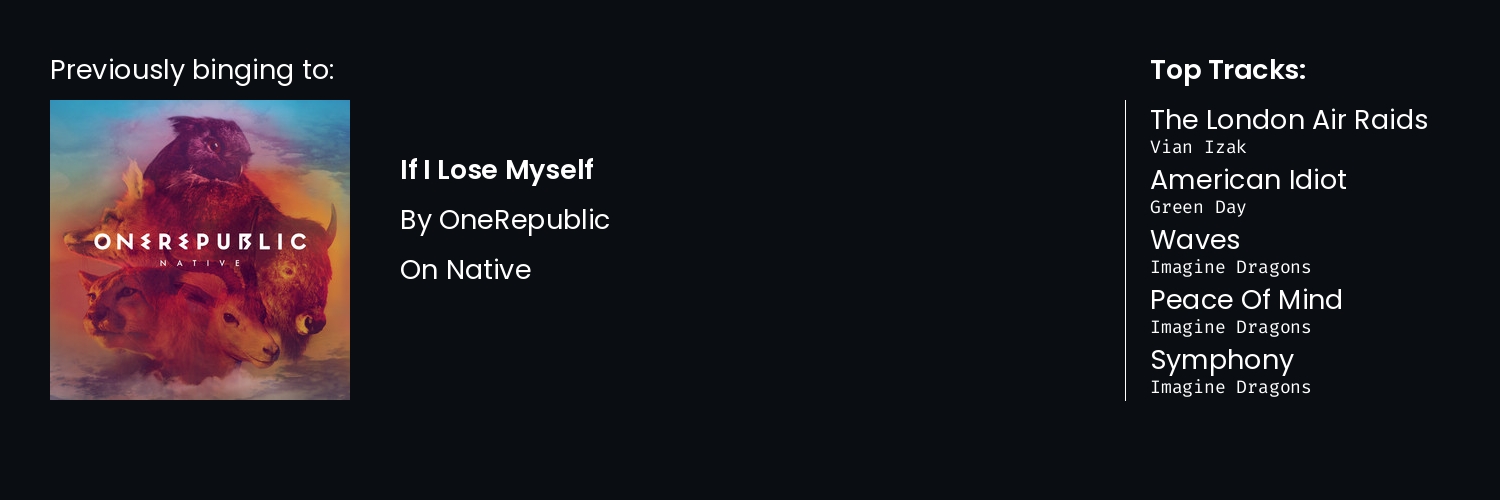 Previously binging to:
ONEREPUBLIC
NATIVE
If I Lose Myself
By OneRepublic
On Native
Top Tracks:
The London Air Raids
Vian Izak
American Idiot
Green Day
Waves
Imagine Dragons
Peace Of Mind
Imagine Dragons
Symphony
Imagine Dragons